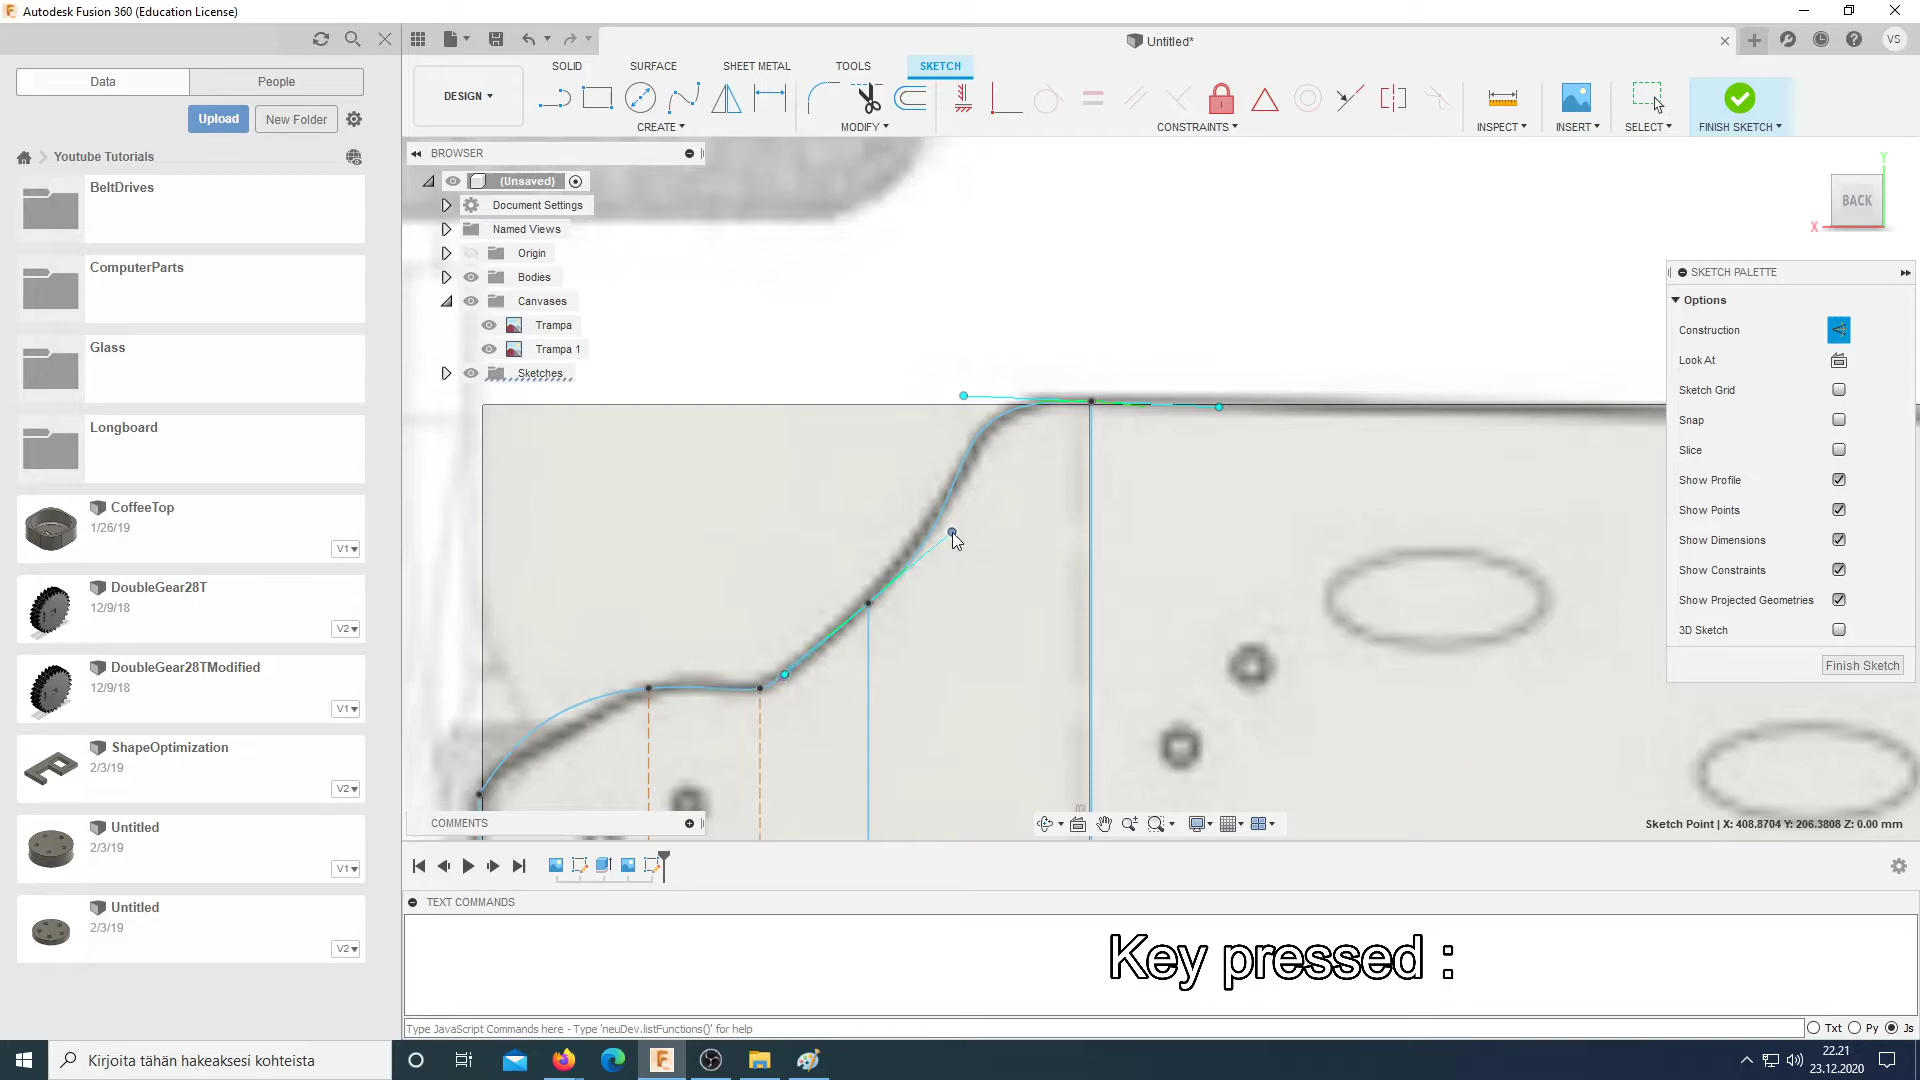 Autodesk Fusion 360 (Education License)
Untitled*
VS
Data
People
Upload
New Folder
Youtube Tutorials
BeltDrives
ComputerParts
Glass
Longboard
CoffeeTop
1/26/19
V1
DoubleGear28T
12/9/18
V2
DoubleGear28TModified
12/9/18
V1
ShapeOptimization
2/3/19
V2
Untitled
2/3/19
V1
Untitled
2/3/19
V2
DESIGN
SOLID
SURFACE
SHEET METAL
TOOLS
SKETCH
CREATE
MODIFY
CONSTRAINTS
INSPECT
INSERT
SELECT
FINISH SKETCH
BROWSER
(Unsaved)
Document Settings
Named Views
Origin
Bodies
Canvases
Trampa
Trampa 1
Sketches
Y
BACK
X
SKETCH PALETTE
Options
Construction
Look At
Sketch Grid
Snap
Slice
Show Profile
Show Points
Show Dimensions
Show Constraints
Show Projected Geometries
3D Sketch
Finish Sketch
COMMENTS
Sketch Point | X: 408.8704 Y: 206.3808 Z: 0.00 mm
TEXT COMMANDS
Key pressed :
Type JavaScript Commands here - Type 'neuDev.listFunctions()' for help
Txt
Py
Js
Kirjoita tähän hakeaksesi kohteista
22.21
23.12.2020